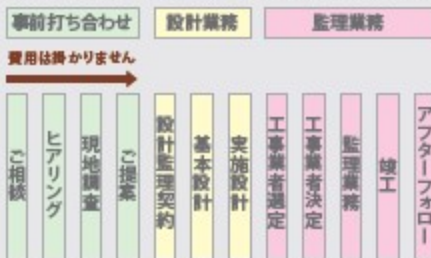 事前打ち合わせ
設計業務
監理業務
費用は掛かりません
ご相談
ヒアリング
現地調査
ご提案
設計監理契約
基本設計
実施設計
工事業者選定
工事業者決定
監理業務
竣工
アフターフォロー